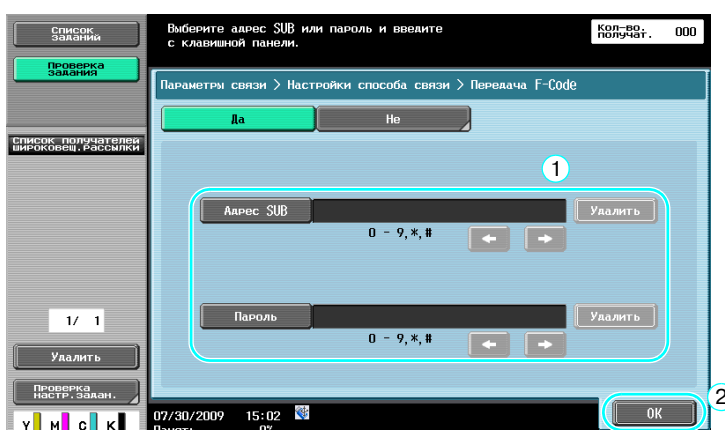 Список
заданий
Выберите адрес SUB или пароль и введите
с клавишной панели.
Кол-во.
получат. 000
Проверка
задания
Параметры связи > Настройки способа связи > Передача F-Code
Да Не
Список получателей
широковещ.рассылки
1
Адрес SUB Удалить
0 - 9,*,#
← →
1/ 1
Пароль Удалить
0 - 9,*,#
← →
Удалить
Проверка
настр.задан.
2
OK
07/30/2009 15:02
Y M C K
Памят: 0%